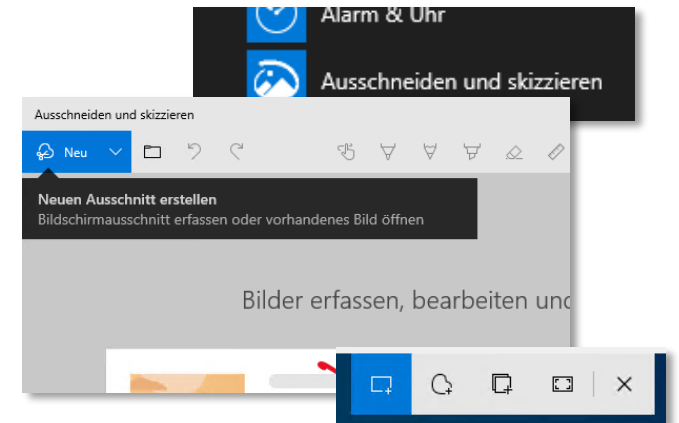 Alarm & Uhr
Ausschneiden und skizzieren
Ausschneiden und skizzieren
Neu
Neuen Ausschnitt erstellen
Bildschirmausschnitt erfassen oder vorhandenes Bild öffnen
Bilder erfassen, bearbeiten und